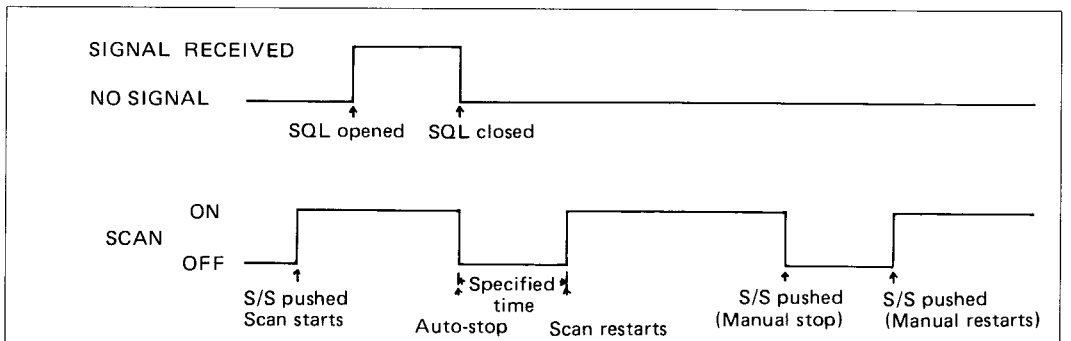 SIGNAL RECEIVED
NO SIGNAL
SQL opened
SQL closed
ON
SCAN
OFF
S/S pushed
Scan starts
Specified
time
Auto-stop
Scan restarts
S/S pushed
(Manual stop)
S/S pushed
(Manual restarts)